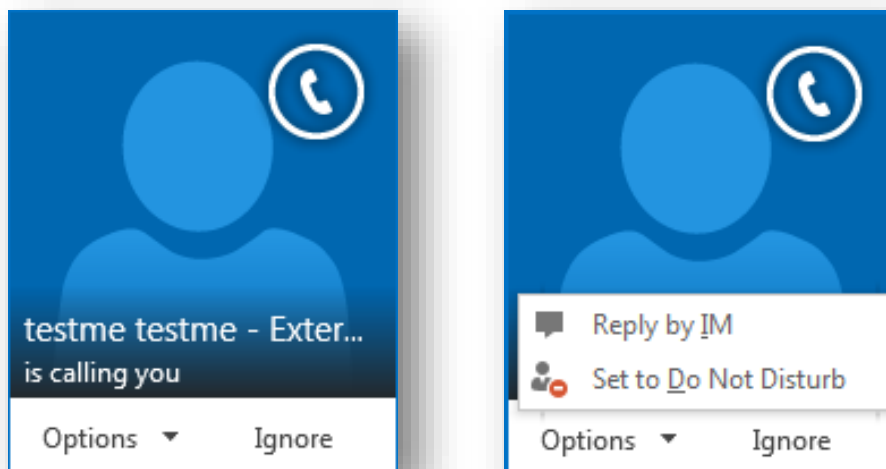 testme testme - Exter...
is calling you
Options Ignore
Reply by IM
Set to Do Not Disturb
Options Ignore